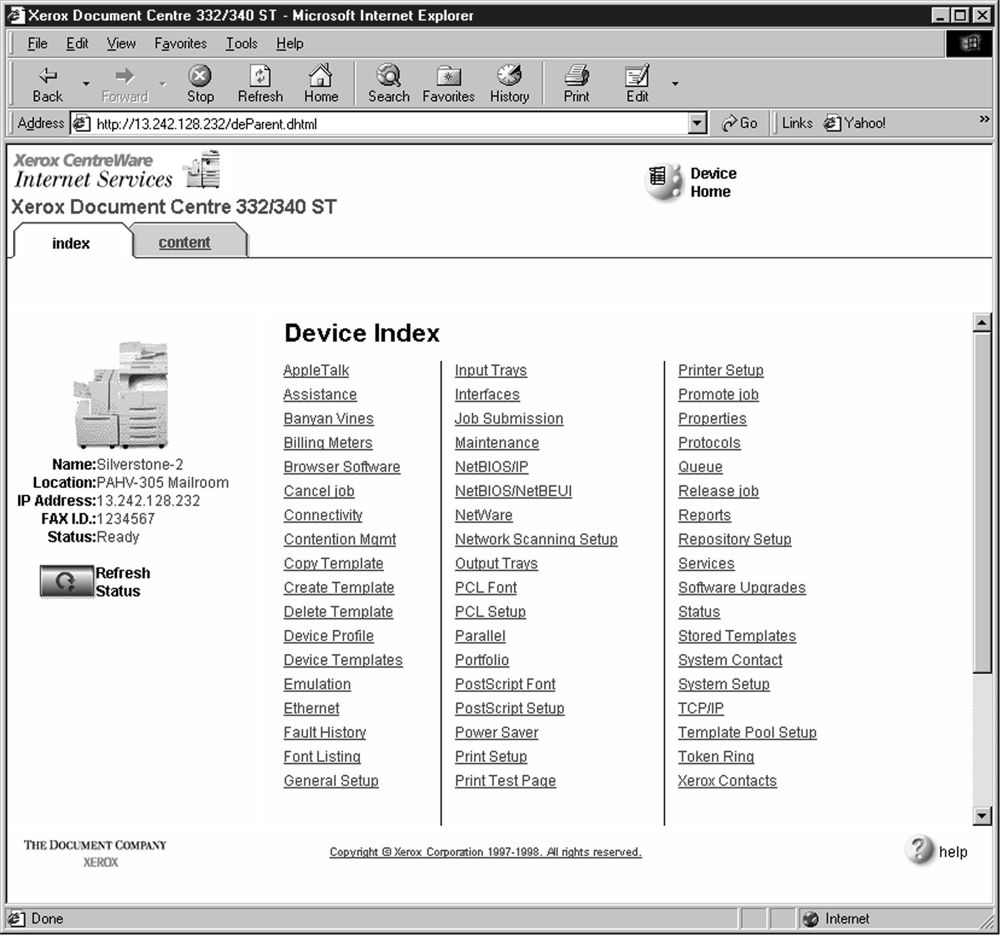 Xerox Document Centre 332/340 ST - Microsoft Internet Explorer
File Edit View Favorites Tools Help
Back Forward Stop Refresh Home Search Favorites History Print Edit
Address http://13.242.128.232/deParent.dhtml Go Links Yahoo! »
Xerox CentreWare
Internet Services
Device
Home
Xerox Document Centre 332/340 ST
index content
Name:Silverstone-2
Location:PAHV-305 Mailroom
IP Address:13.242.128.232
FAX I.D.:1234567
Status:Ready
Refresh
Status
Device Index
AppleTalk
Assistance
Banyan Vines
Billing Meters
Browser Software
Cancel job
Connectivity
Contention Mgmt
Copy Template
Create Template
Delete Template
Device Profile
Device Templates
Emulation
Ethernet
Fault History
Font Listing
General Setup
Input Trays
Interfaces
Job Submission
Maintenance
NetBIOS/IP
NetBIOS/NetBEUI
NetWare
Network Scanning Setup
Output Trays
PCL Font
PCL Setup
Parallel
Portfolio
PostScript Font
PostScript Setup
Power Saver
Print Setup
Print Test Page
Printer Setup
Promote job
Properties
Protocols
Queue
Release job
Reports
Repository Setup
Services
Software Upgrades
Status
Stored Templates
System Contact
System Setup
TCP/IP
Template Pool Setup
Token Ring
Xerox Contacts
THE DOCUMENT COMPANY
XEROX
Copyright © Xerox Corporation 1997-1998. All rights reserved.
? help
Done Internet